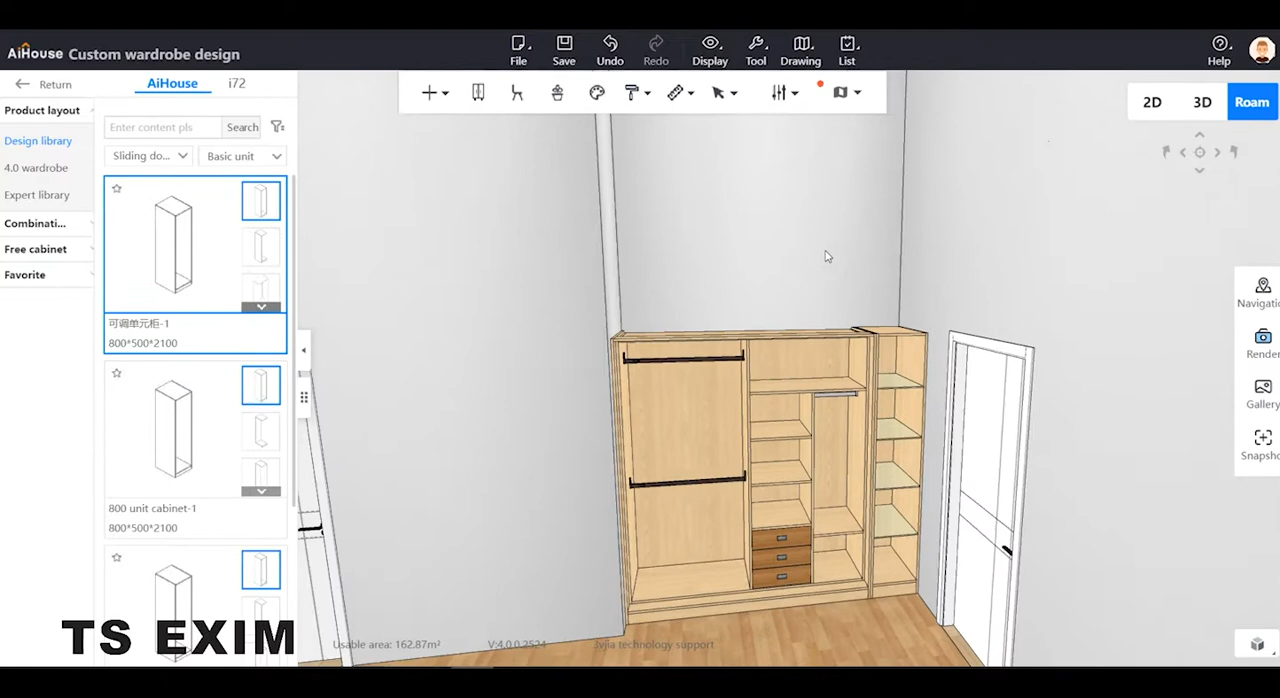 AiHouse Custom wardrobe design
File
Save
Undo
Redo
Display
Tool
Drawing
List
Help
Return
AiHouse
i72
Product layout
Design library
4.0 wardrobe
Expert library
Combinati...
Free cabinet
Favorite
Enter content pls
Search
Sliding do...
Basic unit
可调单元柜-1
800*500*2100
800 unit cabinet-1
800*500*2100
2D
3D
Roam
Navigatio
Render
Gallery
Snapsho
TS EXIM
Usable area: 162.87m²
V:4.0.0.2524
3vjia technology support